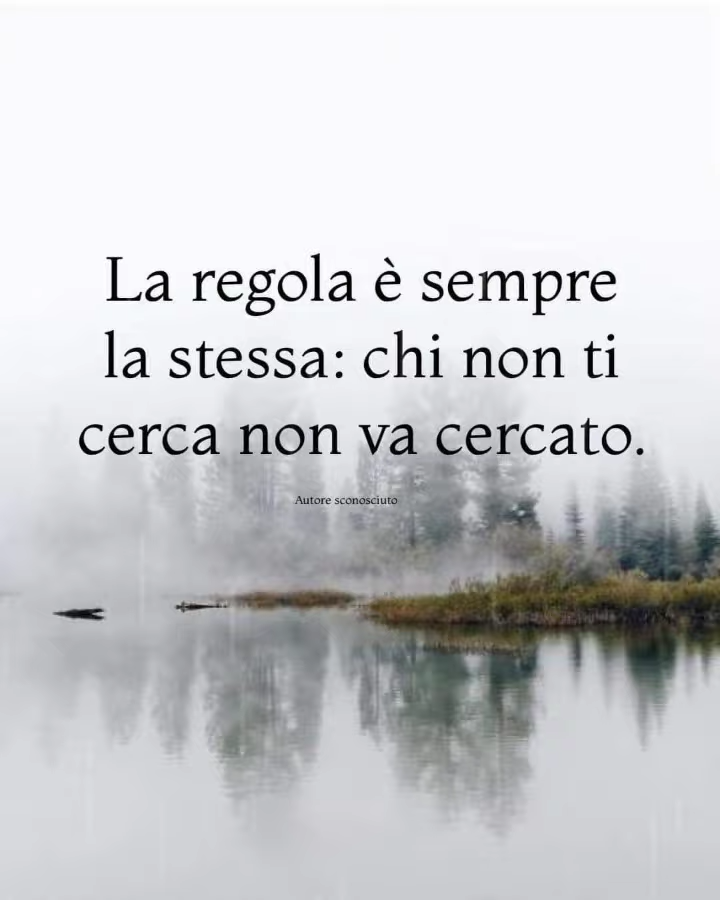 La regola è sempre
la stessa: chi non ti
cerca non va cercato.
Autore sconosciuto